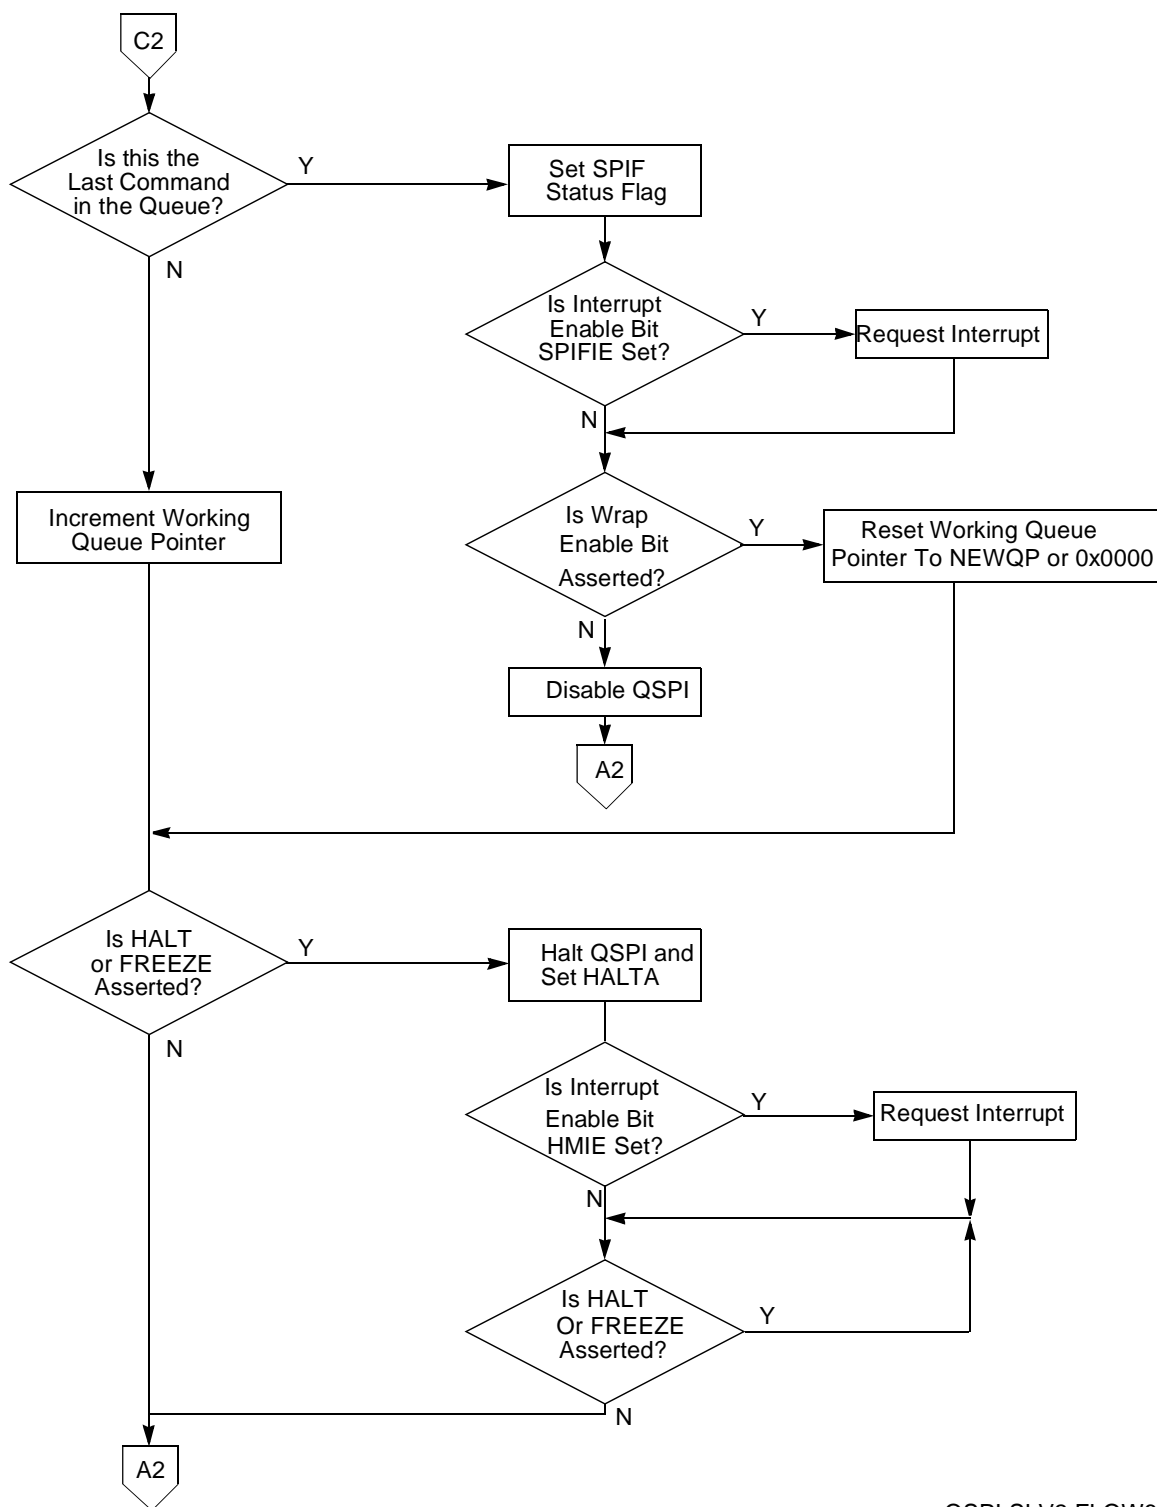 C2
Is this the
Last Command
in the Queue?
Y
N
Set SPIF
Status Flag
Is Interrupt
Enable Bit
SPIFIE Set?
Y
Request Interrupt
N
Increment Working
Queue Pointer
Is Wrap
Enable Bit
Asserted?
Y
Reset Working Queue
Pointer To NEWQP or 0x0000
N
Disable QSPI
A2
Is HALT
or FREEZE
Asserted?
Y
N
Halt QSPI and
Set HALTA
Is Interrupt
Enable Bit
HMIE Set?
Y
Request Interrupt
N
Is HALT
Or FREEZE
Asserted?
Y
N
A2